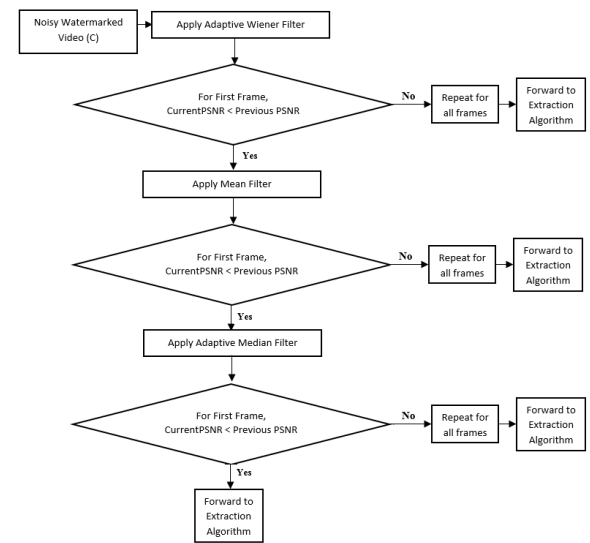 Noisy Watermarked
Video (C)
Apply Adaptive Wiener Filter
For First Frame,
CurrentPSNR < Previous PSNR
No
Repeat for
all frames
Forward to
Extraction
Algorithm
Yes
Apply Mean Filter
For First Frame,
CurrentPSNR < Previous PSNR
No
Repeat for
all frames
Forward to
Extraction
Algorithm
Yes
Apply Adaptive Median Filter
For First Frame,
CurrentPSNR < Previous PSNR
No
Repeat for
all frames
Forward to
Extraction
Algorithm
Yes
Forward to
Extraction
Algorithm